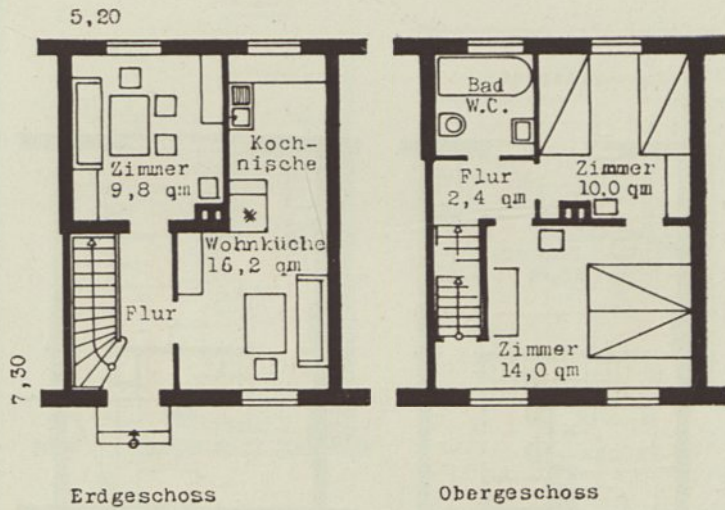 5,20
Zimmer
9,8 qm
Koch-
nische
Wohnküche
16,2 qm
Flur
7,30
Erdgeschoss
Bad
W.C.
Flur
2,4 qm
Zimmer
10,0 qm
Zimmer
14,0 qm
Obergeschoss